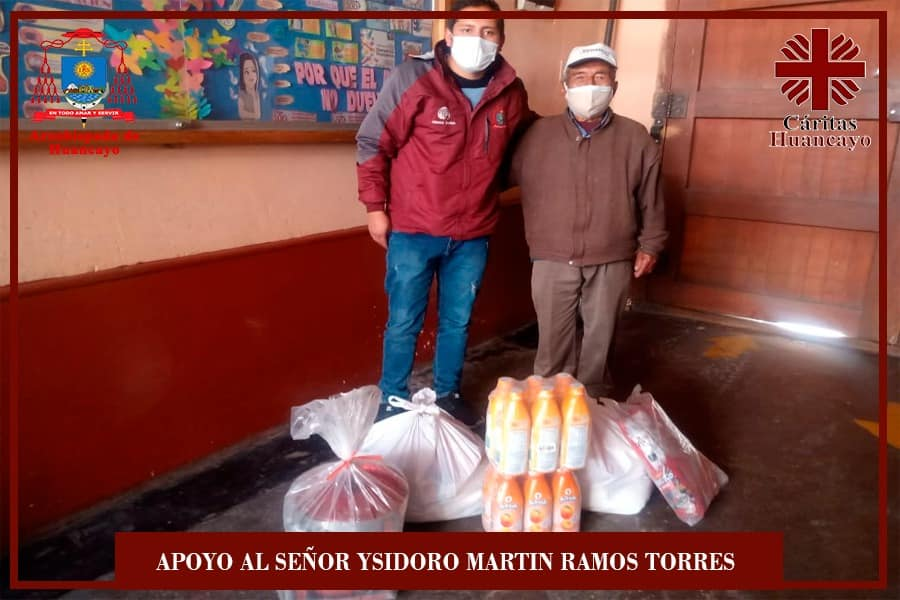 POR QUE EL
NO DUEL
EN TODO AMAR Y SERVIR
Arzobispado de
Huancayo
Cáritas
Huancayo
APOYO AL SEÑOR YSIDORO MARTIN RAMOS TORRES